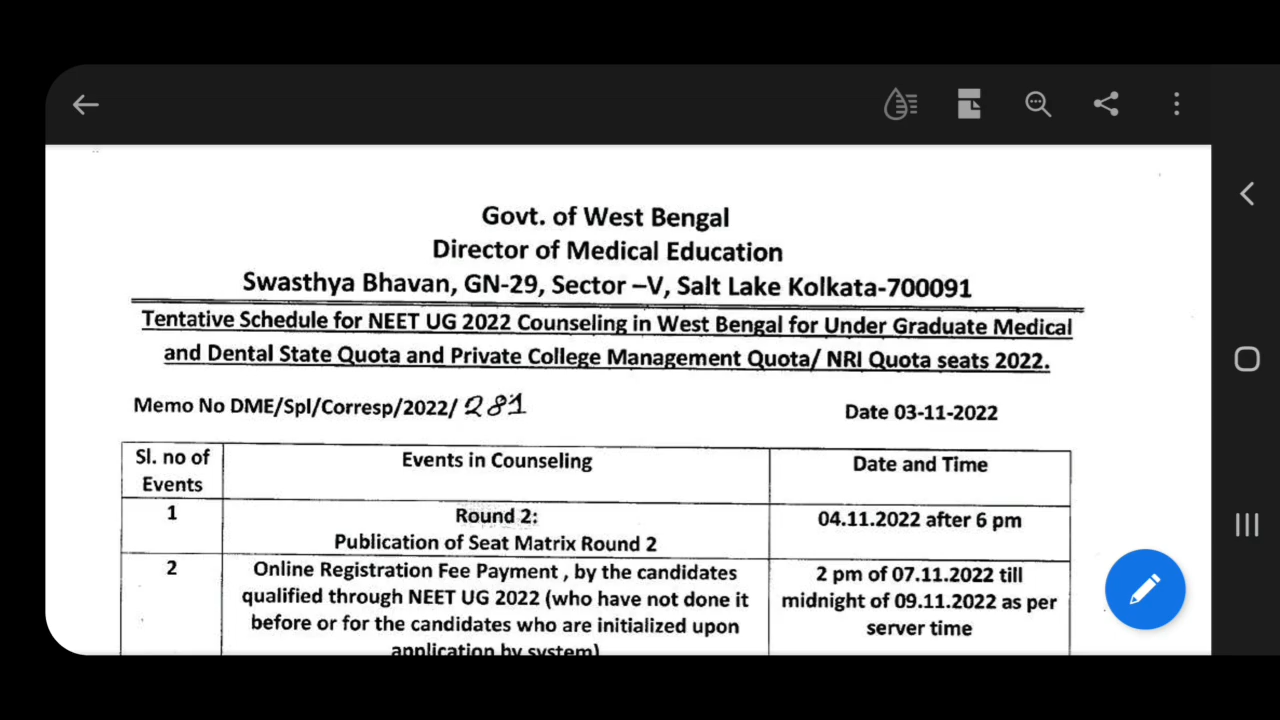 Govt. of West Bengal
Director of Medical Education
Swasthya Bhavan, GN-29, Sector –V, Salt Lake Kolkata-700091
Tentative Schedule for NEET UG 2022 Counseling in West Bengal for Under Graduate Medical
and Dental State Quota and Private College Management Quota/ NRI Quota seats 2022.
Memo No DME/Spl/Corresp/2022/ 281
Date 03-11-2022
Sl. no of
Events
Events in Counseling
Date and Time
1
Round 2:
Publication of Seat Matrix Round 2
04.11.2022 after 6 pm
2
Online Registration Fee Payment , by the candidates
qualified through NEET UG 2022 (who have not done it
before or for the candidates who are initialized upon
application by system)
2 pm of 07.11.2022 till
midnight of 09.11.2022 as per
server time